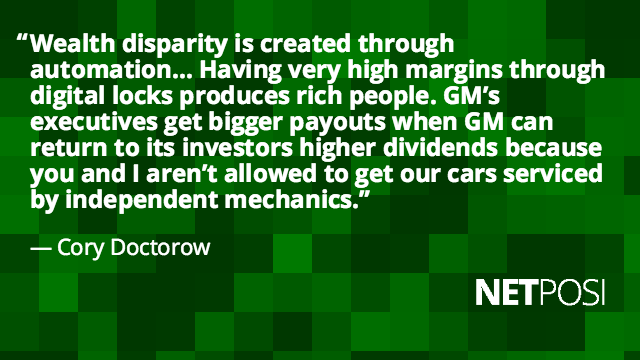 “Wealth disparity is created through
automation... Having very high margins through
digital locks produces rich people. GM’s
executives get bigger payouts when GM can
return to its investors higher dividends because
you and I aren’t allowed to get our cars serviced
by independent mechanics.”
— Cory Doctorow
NETPOSI